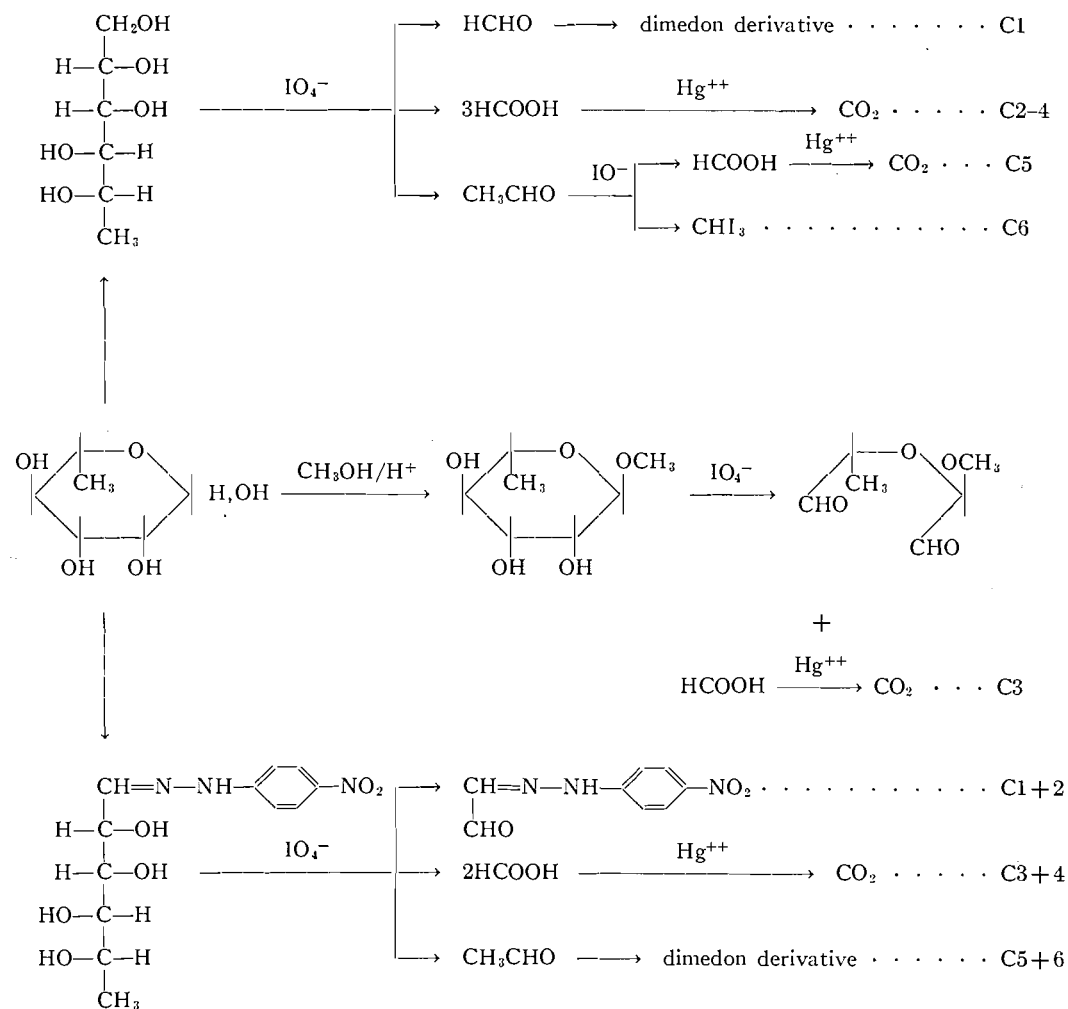 CH₂OH HCHO dimedon derivative · · · · · · · C1
H—C—OH
IO₄⁻ Hg⁺⁺
H—C—OH 3HCOOH CO₂ · · · · · C2-4
Hg⁺⁺
HO—C—H HCOOH CO₂ · · · C5
IO⁻
HO—C—H CH₃CHO
CH₃ CHI₃ · · · · · · · · · · · C6
O O O
OH CH₃OH/H⁺ OH OCH₃ IO₄⁻ OCH₃
CH₃ H,OH CH₃ CHO CH₃
CHO
OH OH OH OH
+
Hg⁺⁺
HCOOH CO₂ · · · C3
CH=N—NH— —NO₂ CH=N—NH— —NO₂ · · · · · · · · · · · C1+2
H—C—OH CHO
IO₄⁻ Hg⁺⁺
H—C—OH 2HCOOH CO₂ · · · · · C3+4
HO—C—H
HO—C—H CH₃CHO dimedon derivative · · · · · · C5+6
CH₃